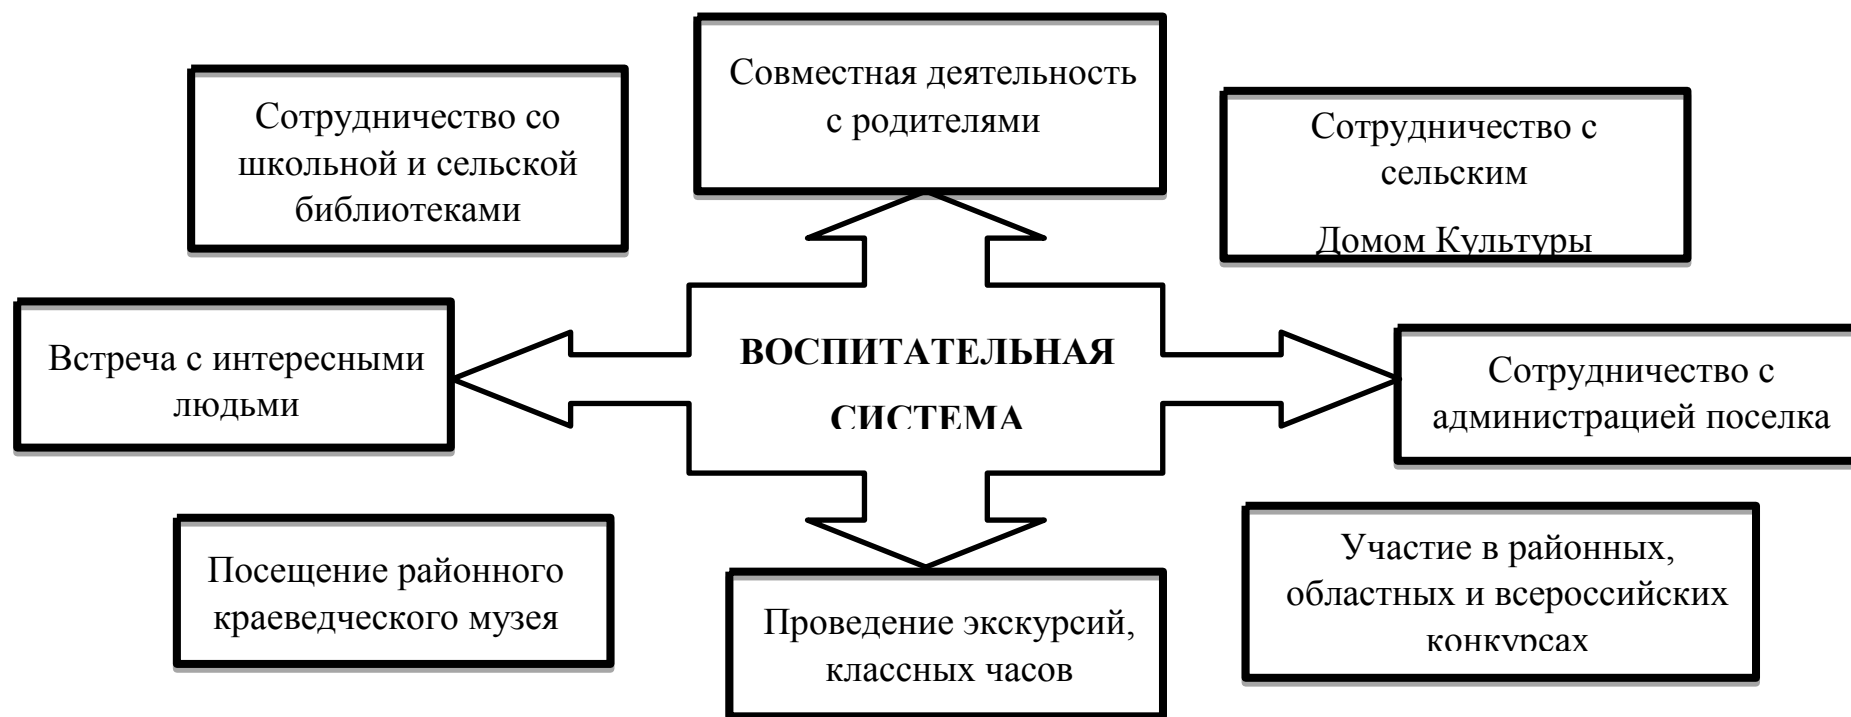 Совместная деятельность
с родителями
Сотрудничество со
школьной и сельской
библиотеками
Сотрудничество с
сельским
Домом Культуры
Встреча с интересными
людьми
ВОСПИТАТЕЛЬНАЯ
СИСТЕМА
Сотрудничество с
администрацией поселка
Посещение районного
краеведческого музея
Проведение экскурсий,
классных часов
Участие в районных,
областных и всероссийских
конкурсах